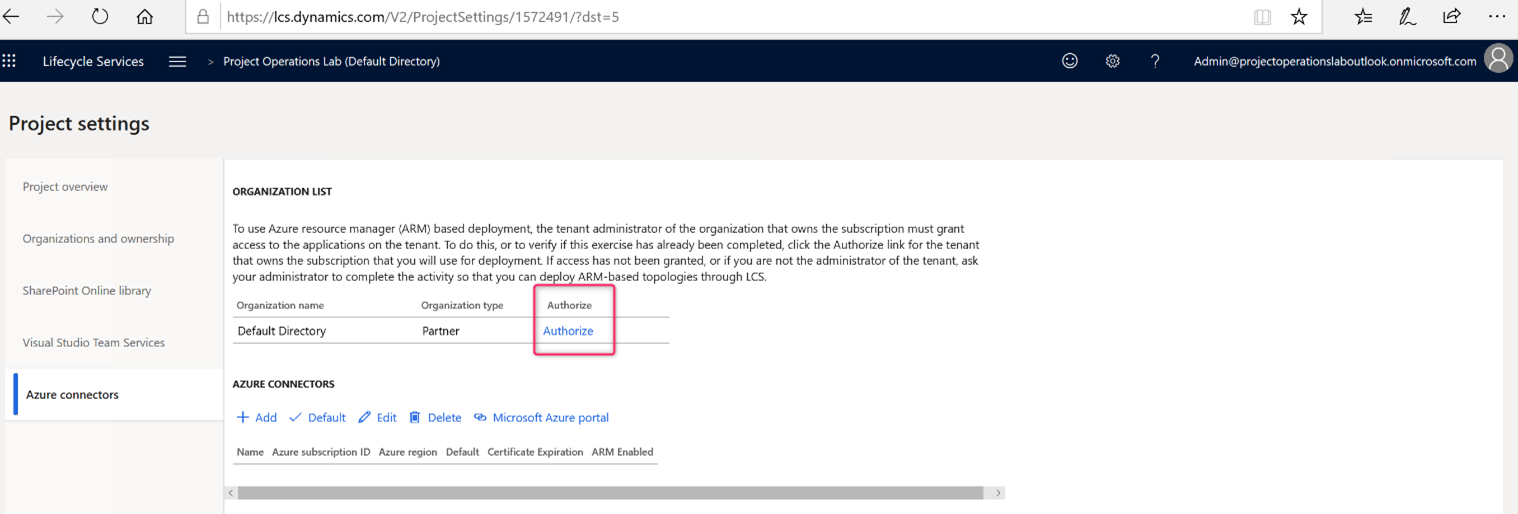 https://lcs.dynamics.com/V2/ProjectSettings/1572491/?dst=5
Lifecycle Services > Project Operations Lab (Default Directory) ? Admin@projectoperationslaboutlook.onmicrosoft.com
Project settings
Project overview
Organizations and ownership
SharePoint Online library
Visual Studio Team Services
Azure connectors
ORGANIZATION LIST
To use Azure resource manager (ARM) based deployment, the tenant administrator of the organization that owns the subscription must grant
access to the applications on the tenant. To do this, or to verify if this exercise has already been completed, click the Authorize link for the tenant
that owns the subscription that you will use for deployment. If access has not been granted, or if you are not the administrator of the tenant, ask
your administrator to complete the activity so that you can deploy ARM-based topologies through LCS.
Organization name Organization type Authorize
Default Directory Partner Authorize
AZURE CONNECTORS
Add Default Edit Delete Microsoft Azure portal
Name Azure subscription ID Azure region Default Certificate Expiration ARM Enabled